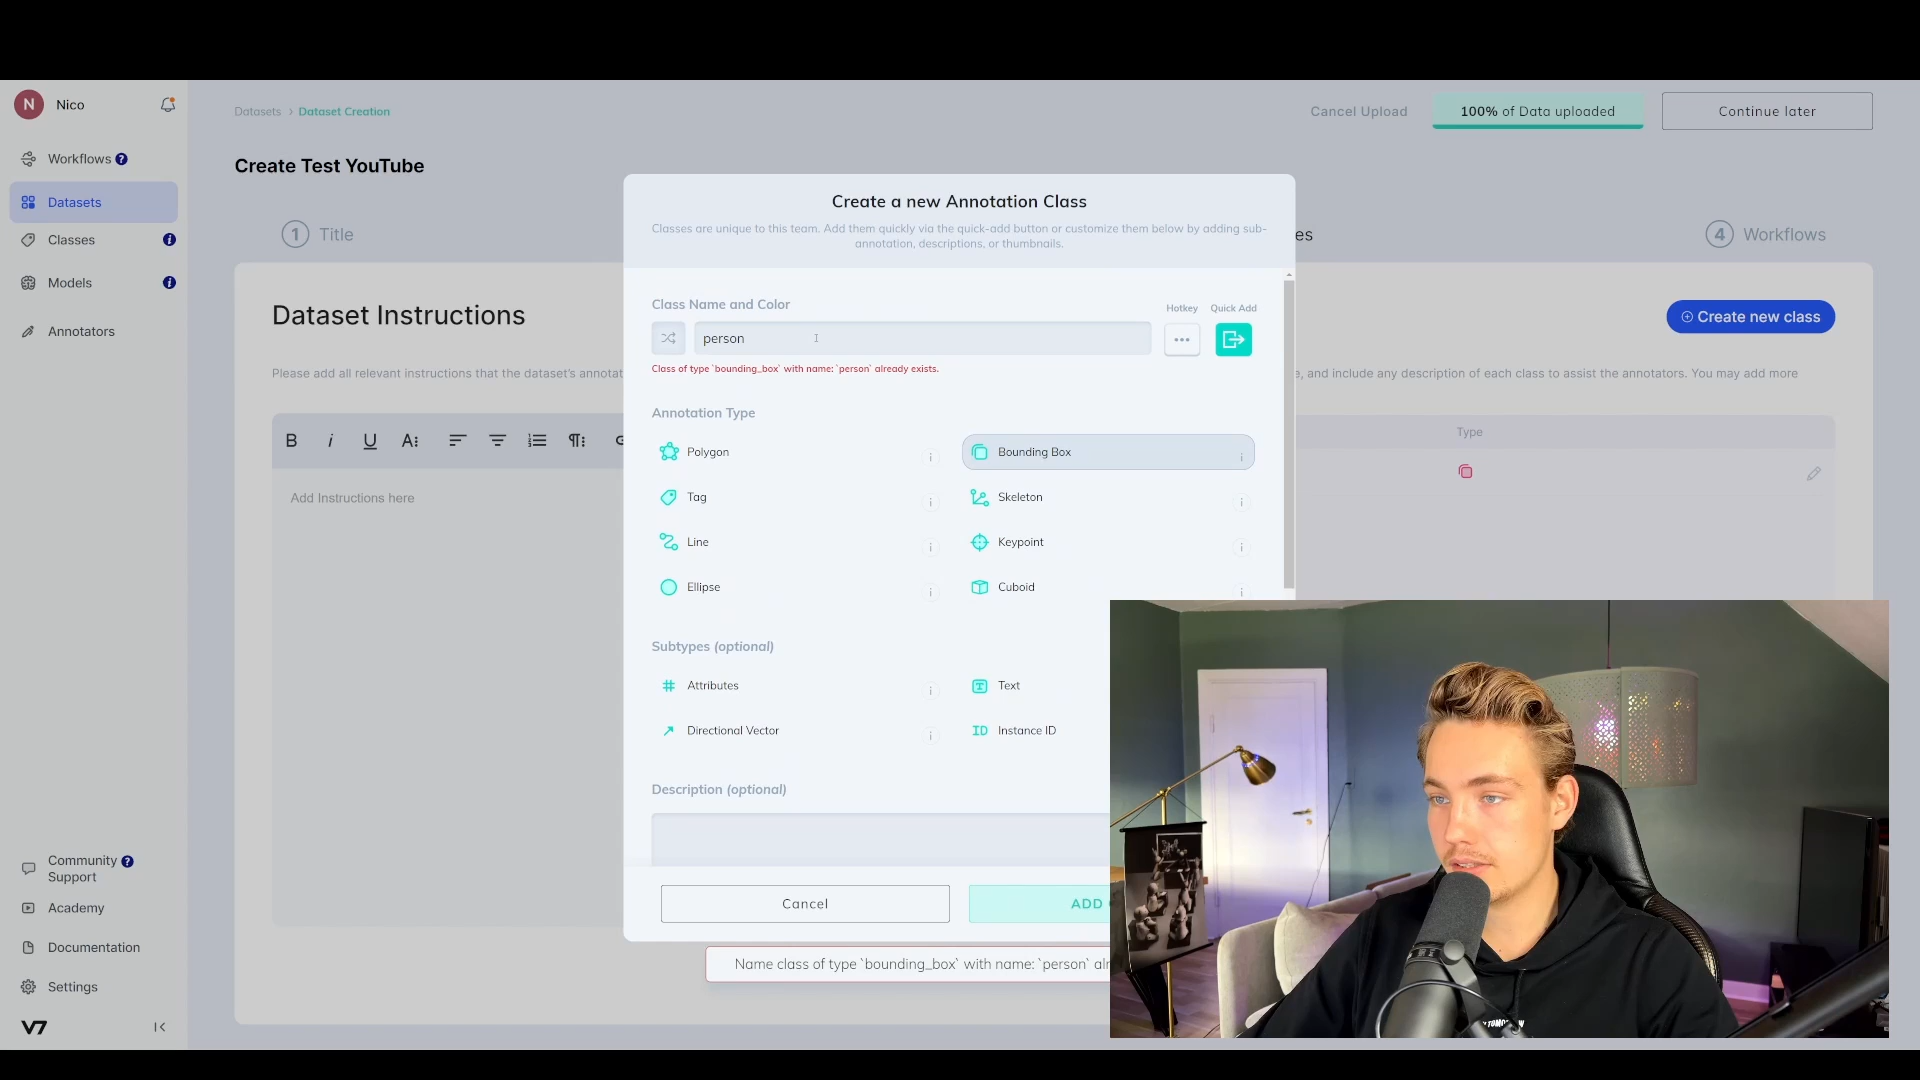 N Nico
Datasets > Dataset Creation
Cancel Upload
100% of Data uploaded
Continue later
Workflows ?
Create Test YouTube
Datasets
Classes i
Models i
Annotators
1 Title
es
4 Workflows
Create a new Annotation Class
Classes are unique to this team. Add them quickly via the quick-add button or customize them below by adding sub-
annotation, descriptions, or thumbnails.
Dataset Instructions
Create new class
Please add all relevant instructions that the dataset's annotat
e, and include any description of each class to assist the annotators. You may add more
B i U A:
Add Instructions here
Type
Class Name and Color
Hotkey
Quick Add
person
Class of type `bounding_box` with name: `person` already exists.
Annotation Type
Polygon i
Bounding Box i
Tag i
Skeleton i
Line i
Keypoint i
Ellipse i
Cuboid i
Subtypes (optional)
Attributes i
Text
Directional Vector i
ID Instance ID
Description (optional)
Cancel
ADD
Name class of type `bounding_box` with name: `person` alr
Community ?
Support
Academy
Documentation
Settings
V7